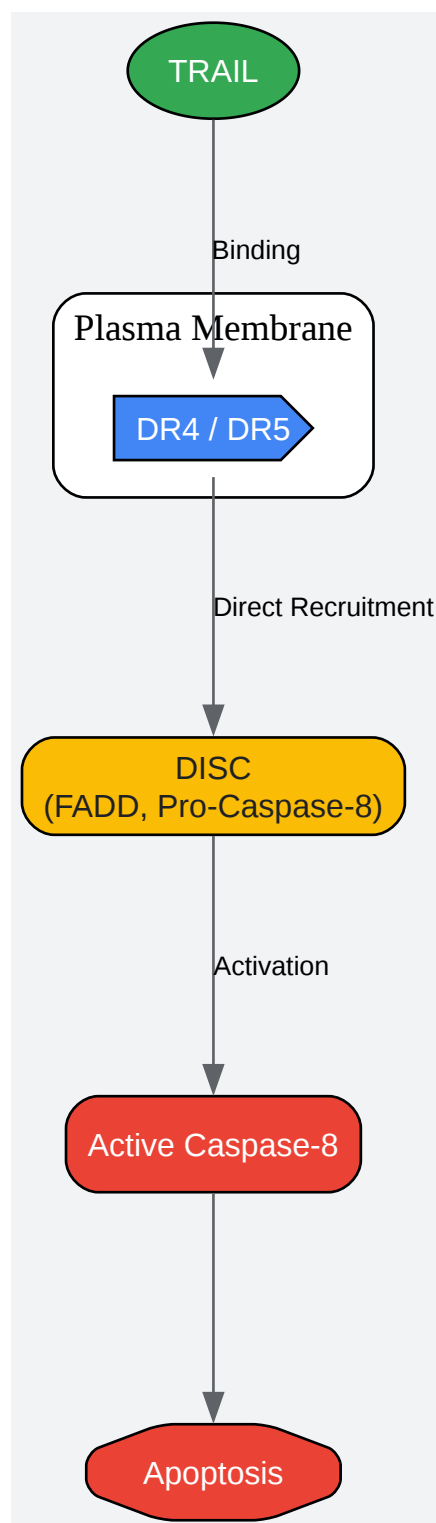 TRAIL
Binding
Plasma Membrane
DR4 / DR5
Direct Recruitment
DISC
(FADD, Pro-Caspase-8)
Activation
Active Caspase-8
Apoptosis